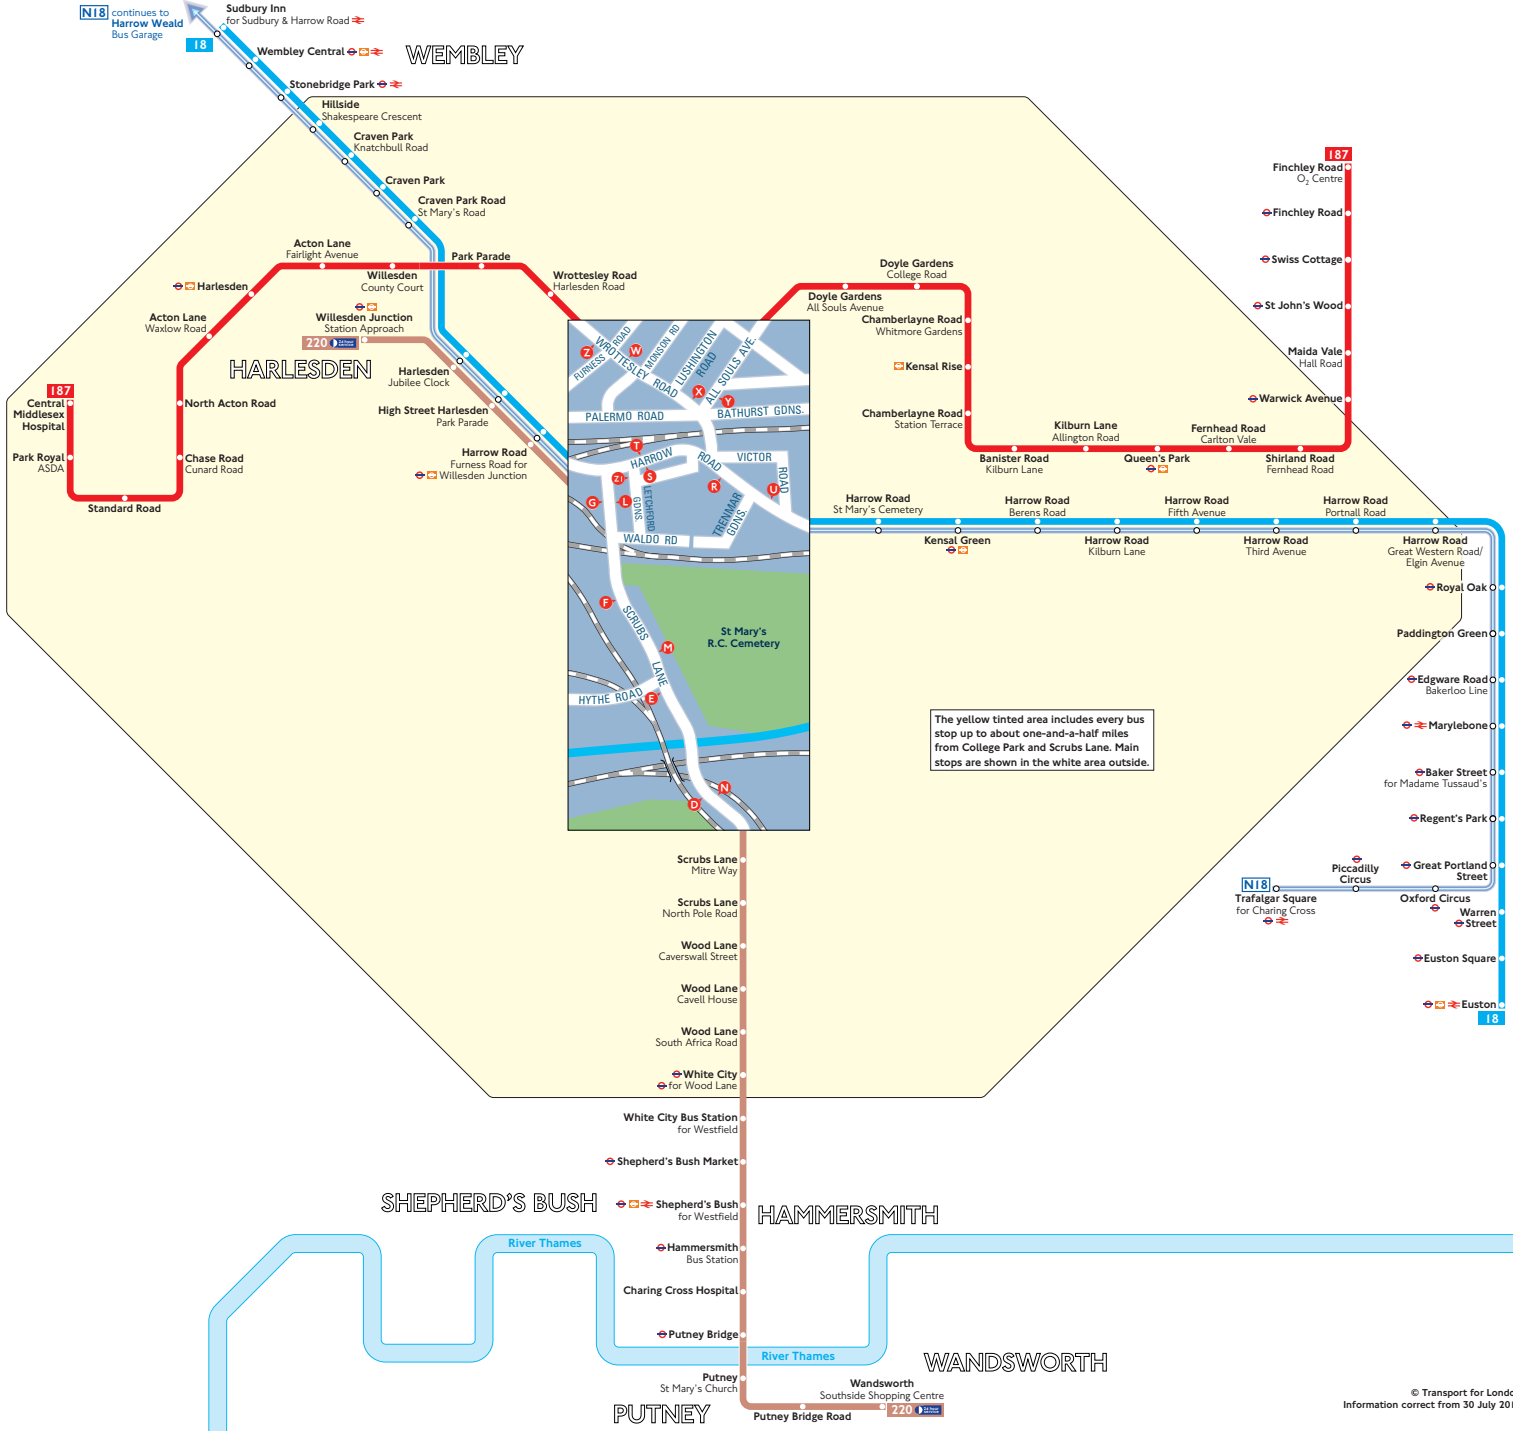 N18 continues to
Harrow Weald
Bus Garage
18
Sudbury Inn
for Sudbury & Harrow Road
Wembley Central
WEMBLEY
Stonebridge Park
Hillside
Shakespeare Crescent
Craven Park
Knatchbull Road
Craven Park
Craven Park Road
St Mary's Road
Acton Lane
Fairlight Avenue
Willesden
County Court
Park Parade
Wrottesley Road
Harlesden Road
Harlesden
Acton Lane
Waxlow Road
Willesden Junction
Station Approach
220 24 hour service
HARLESDEN
187
Central
Middlesex
Hospital
Park Royal
ASDA
Standard Road
North Acton Road
Chase Road
Cunard Road
Harlesden
Jubilee Clock
High Street Harlesden
Park Parade
Harrow Road
Furness Road for
Willesden Junction
Doyle Gardens
College Road
Doyle Gardens
All Souls Avenue
Chamberlayne Road
Whitmore Gardens
Kensal Rise
Chamberlayne Road
Station Terrace
Banister Road
Kilburn Lane
Kilburn Lane
Allington Road
Queen's Park
Fernhead Road
Carlton Vale
Shirland Road
Fernhead Road
187
Finchley Road
O2 Centre
Finchley Road
Swiss Cottage
St John's Wood
Maida Vale
Hall Road
Warwick Avenue
Z
FURNESS ROAD
W
WROTTESLEY ROAD
MONSON RD
LUSHINGTON
ROAD
ALL SOULS AVE.
X
Y
PALERMO ROAD
BATHURST GDNS.
T
HARROW ROAD
VICTOR
ROAD
Z1
S
R
U
G
L
LETCHFORD
GDNS.
TRENMAR
GDNS.
WALDO RD
F
SCRUBS
LANE
M
St Mary's
R.C. Cemetery
HYTHE ROAD
E
N
D
Harrow Road
St Mary's Cemetery
Kensal Green
Harrow Road
Berens Road
Harrow Road
Kilburn Lane
Harrow Road
Fifth Avenue
Harrow Road
Third Avenue
Harrow Road
Portnall Road
Harrow Road
Great Western Road/
Elgin Avenue
Royal Oak
Paddington Green
Edgware Road
Bakerloo Line
Marylebone
Baker Street
for Madame Tussaud's
Regent's Park
Great Portland
Street
Piccadilly
Circus
N18
Trafalgar Square
for Charing Cross
Oxford Circus
Warren
Street
Euston Square
Euston
18
The yellow tinted area includes every bus
stop up to about one-and-a-half miles
from College Park and Scrubs Lane. Main
stops are shown in the white area outside.
Scrubs Lane
Mitre Way
Scrubs Lane
North Pole Road
Wood Lane
Caverswall Street
Wood Lane
Cavell House
Wood Lane
South Africa Road
White City
for Wood Lane
White City Bus Station
for Westfield
Shepherd's Bush Market
SHEPHERD'S BUSH
Shepherd's Bush
for Westfield
HAMMERSMITH
River Thames
Hammersmith
Bus Station
Charing Cross Hospital
Putney Bridge
River Thames
WANDSWORTH
Putney
St Mary's Church
Wandsworth
Southside Shopping Centre
PUTNEY
Putney Bridge Road
220 24 hour service
© Transport for Londo
Information correct from 30 July 201